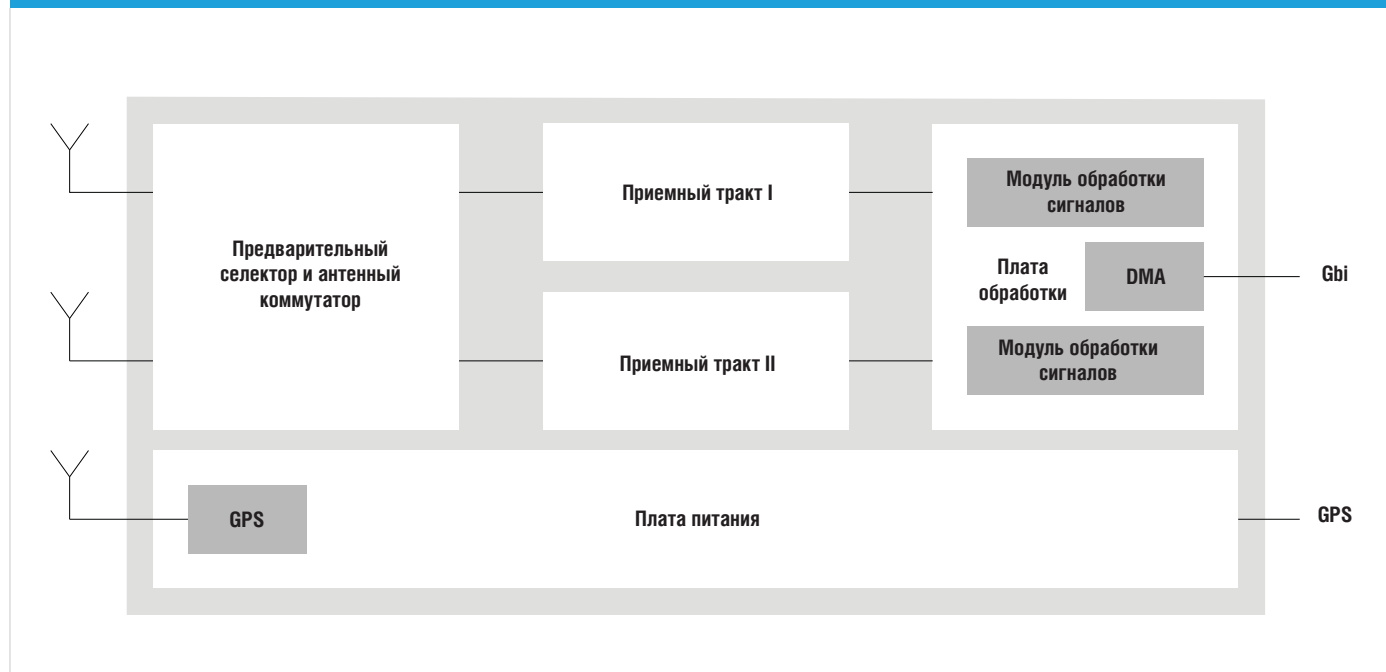 Предварительный
селектор и антенный
коммутатор
Приемный тракт I
Приемный тракт II
Модуль обработки
сигналов
Плата
обработки
DMA
Gbi
Модуль обработки
сигналов
GPS
Плата питания
GPS